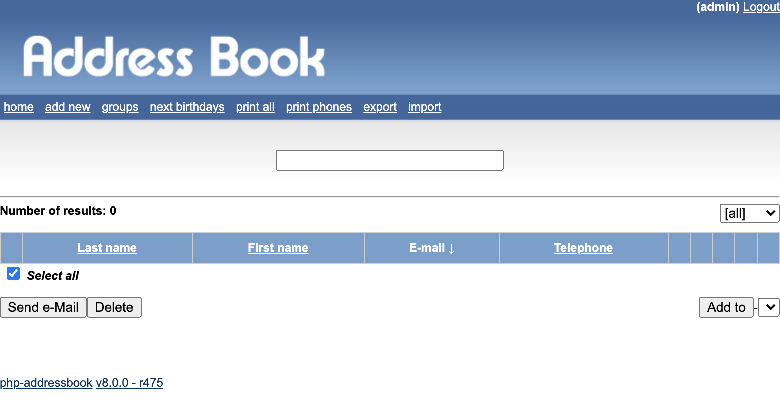 (admin) Logout
Address Book
home add new groups next birthdays print all print phones export import
Number of results: 0
[all]
Last name First name E-mail ↓ Telephone
Select all
Send e-Mail Delete Add to -
php-addressbook v8.0.0 - r475